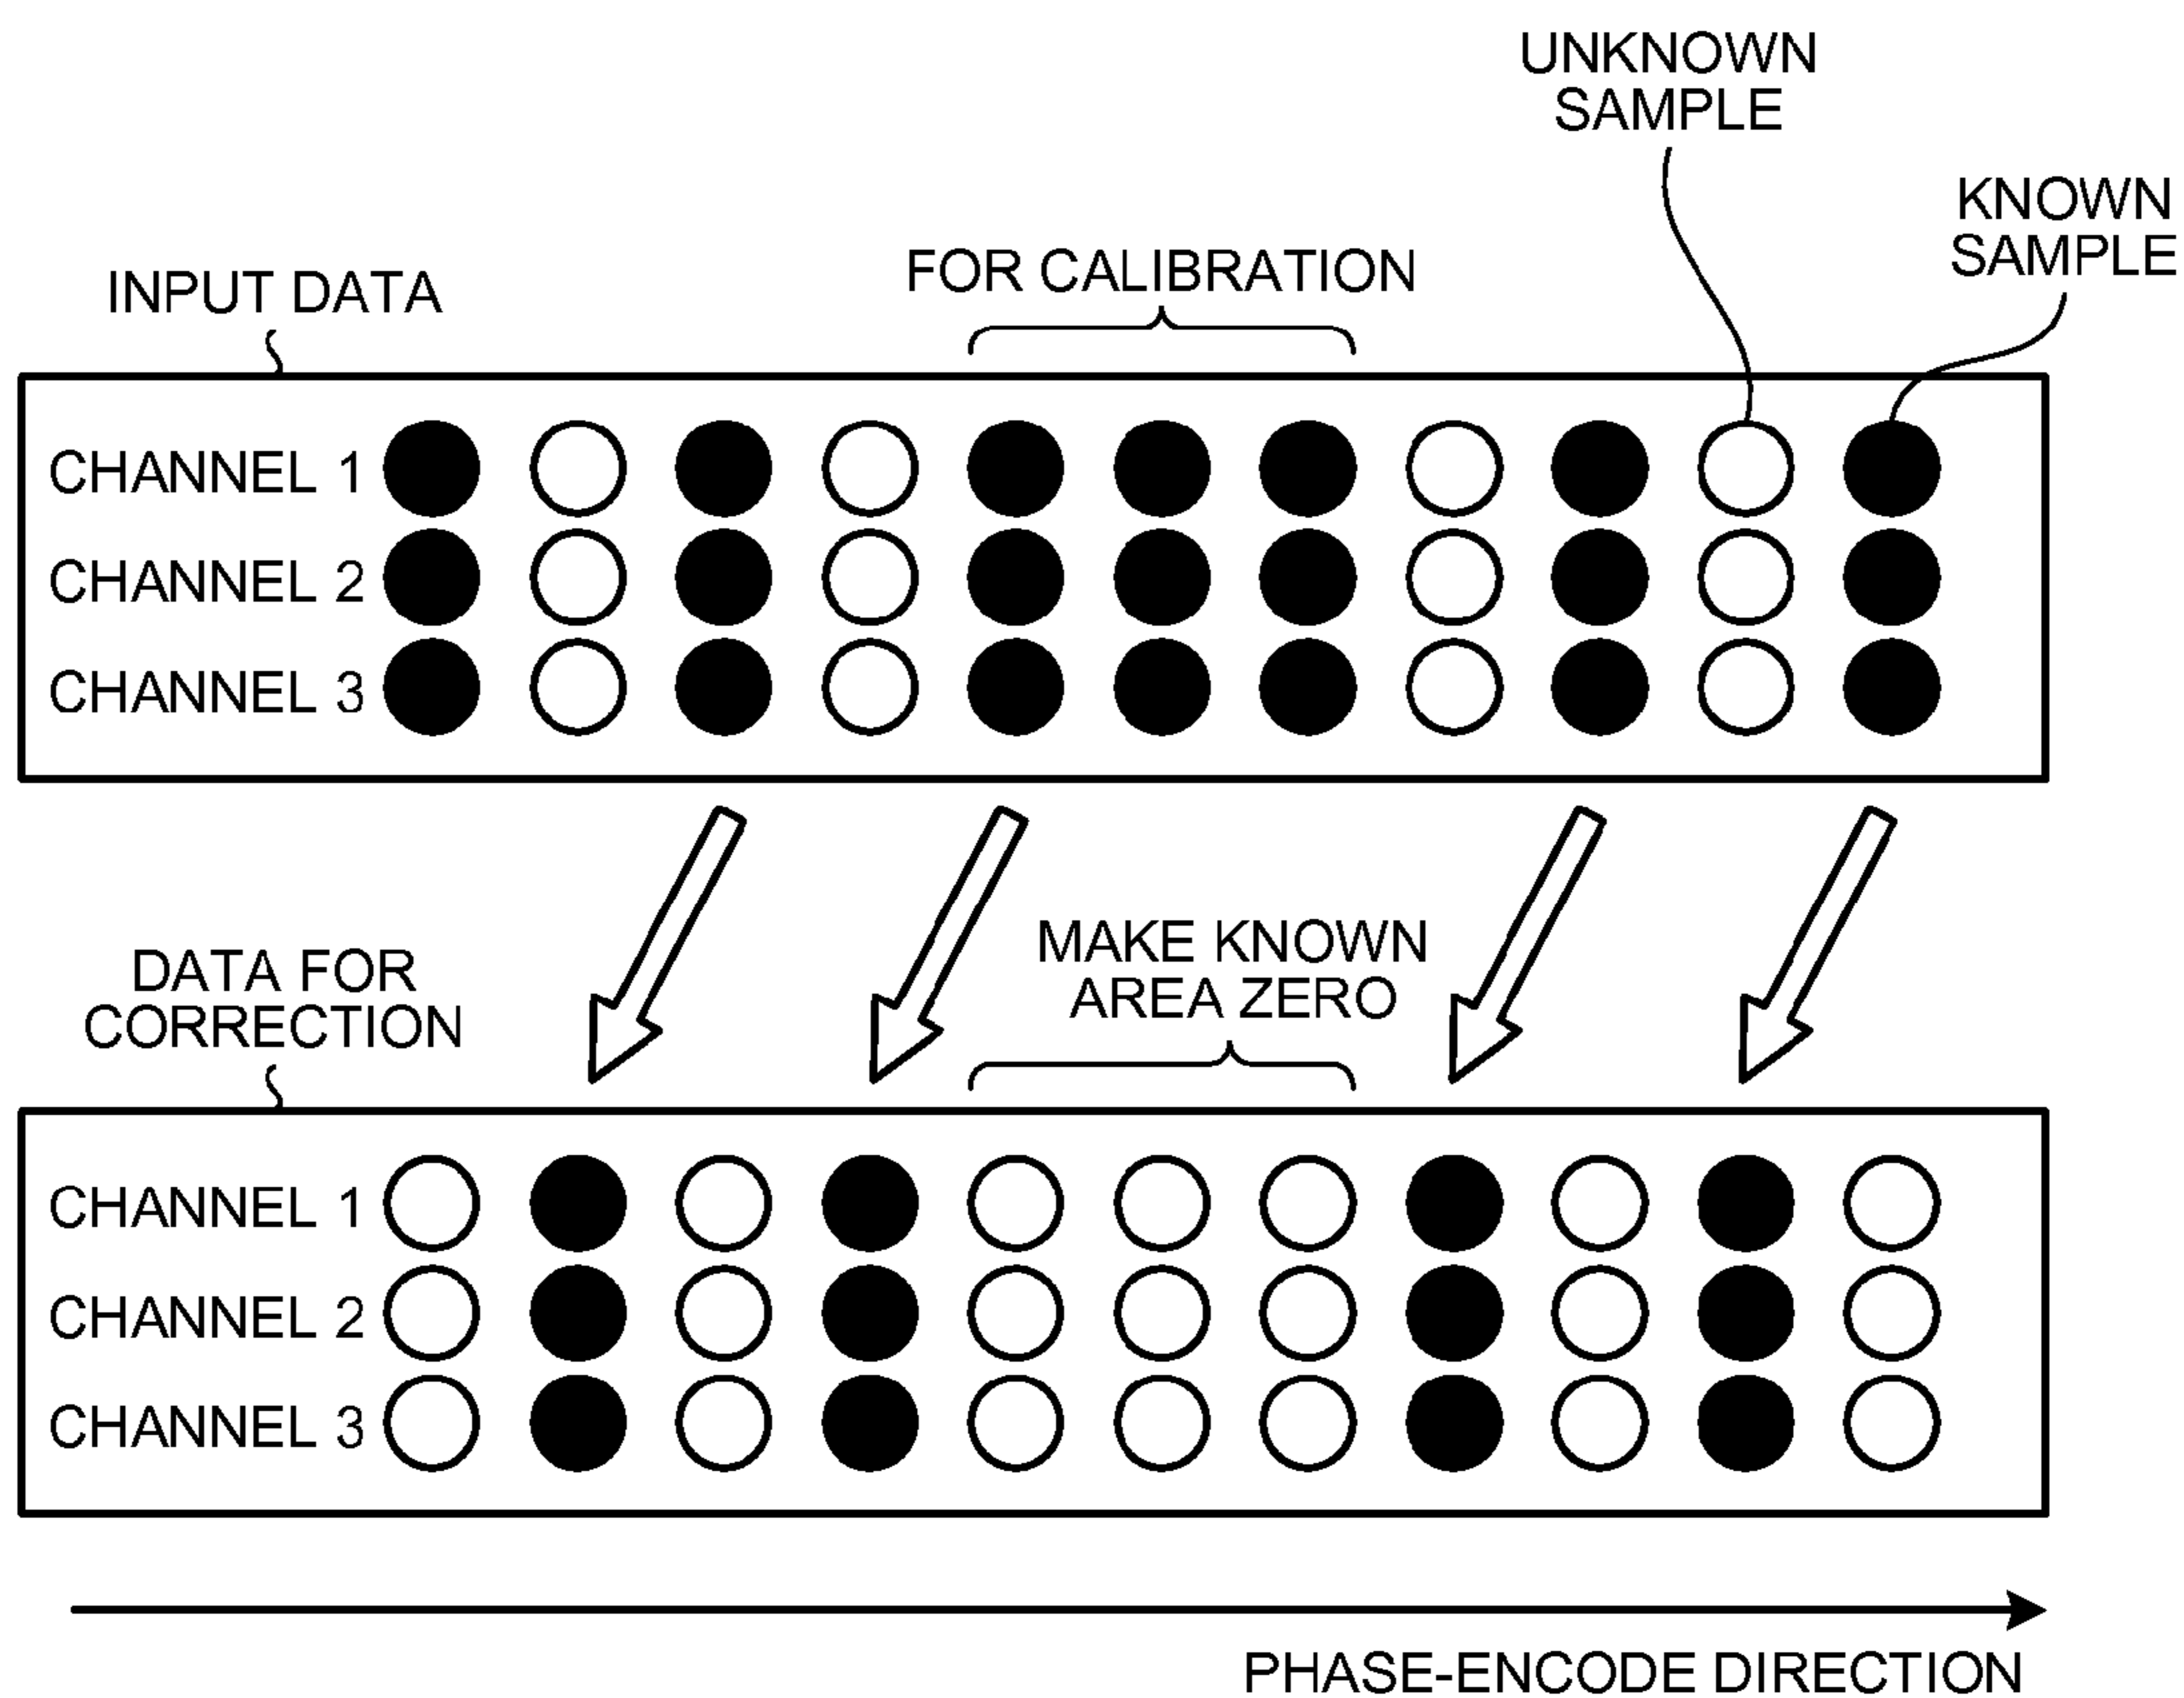 UNKNOWN
SAMPLE
KNOWN
SAMPLE
FOR CALIBRATION
INPUT DATA
CHANNEL 1
CHANNEL 2
CHANNEL 3
MAKE KNOWN
AREA ZERO
DATA FOR
CORRECTION
CHANNEL 1
CHANNEL 2
CHANNEL 3
PHASE-ENCODE DIRECTION